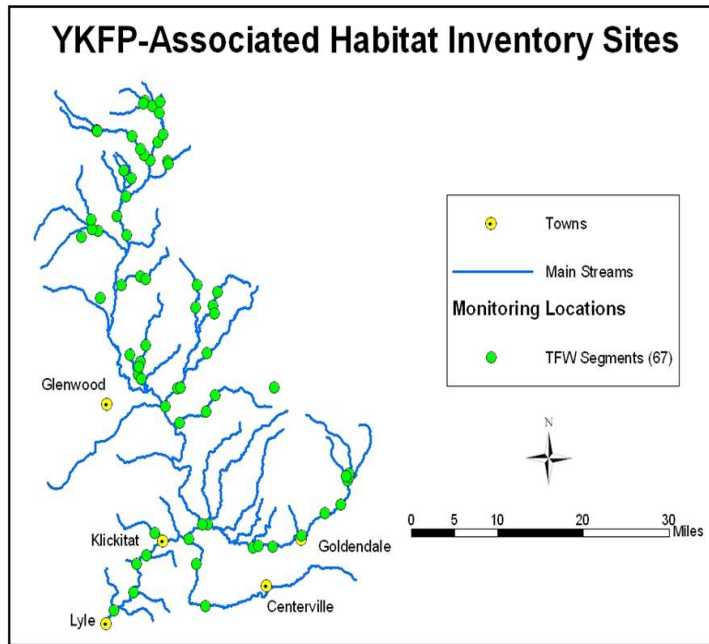 YKFP-Associated Habitat Inventory Sites
Towns
Main Streams
Monitoring Locations
TFW Segments (67)
Glenwood
N
0 5 10 20 30
Miles
Klickitat
Goldendale
Centerville
Lyle